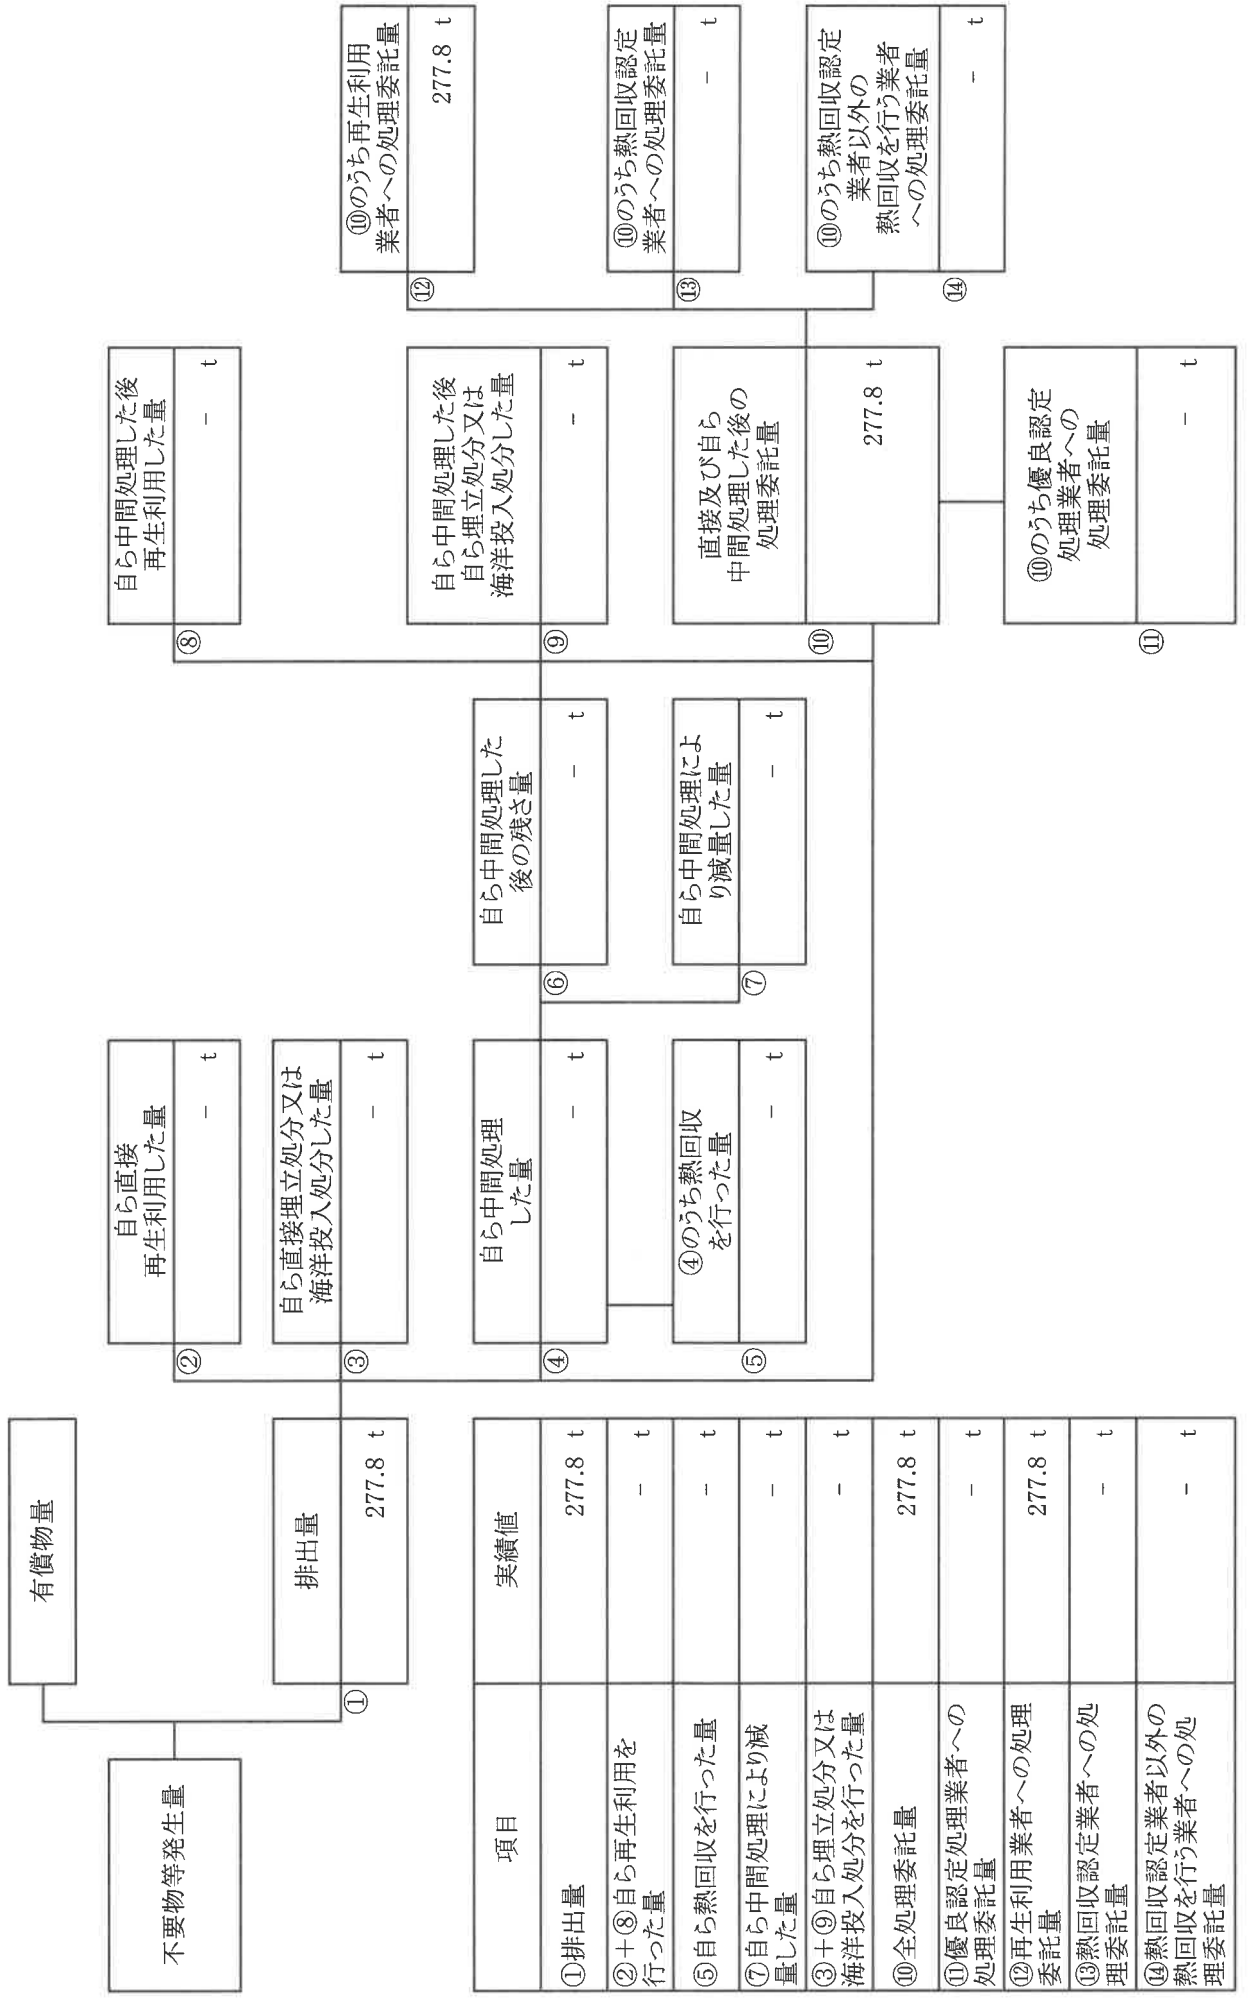 不要物等発生量
有償物量
①
排出量
277.8 t
②
自ら直接
再生利用した量
－ t
③
自ら直接埋立処分又は
海洋投入処分した量
－ t
④
自ら中間処理
した量
－ t
⑤
④のうち熱回収
を行った量
－ t
⑥
自ら中間処理した
後の残さ量
－ t
⑦
自ら中間処理によ
り減量した量
－ t
⑧
自ら中間処理した後
再生利用した量
－ t
⑨
自ら中間処理した後
自ら埋立処分又は
海洋投入処分した量
－ t
⑩
直接及び自ら
中間処理した後の
処理委託量
277.8 t
⑪
⑩のうち優良認定
処理業者への
処理委託量
－ t
⑫
⑩のうち再生利用
業者への処理委託量
277.8 t
⑬
⑩のうち熱回収認定
業者への処理委託量
－ t
⑭
⑩のうち熱回収認定
業者以外の
熱回収を行う業者
への処理委託量
－ t
項目 実績値
①排出量 277.8 t
②＋⑧自ら再生利用を
行った量 － t
⑤自ら熱回収を行った量 － t
⑦自ら中間処理により減
量した量 － t
③＋⑨自ら埋立処分又は
海洋投入処分を行った量 － t
⑩全処理委託量 277.8 t
⑪優良認定処理業者への
処理委託量 － t
⑫再生利用業者への処理
委託量 277.8 t
⑬熱回収認定業者への処
理委託量 － t
⑭熱回収認定業者以外の
熱回収を行う業者への処
理委託量 － t